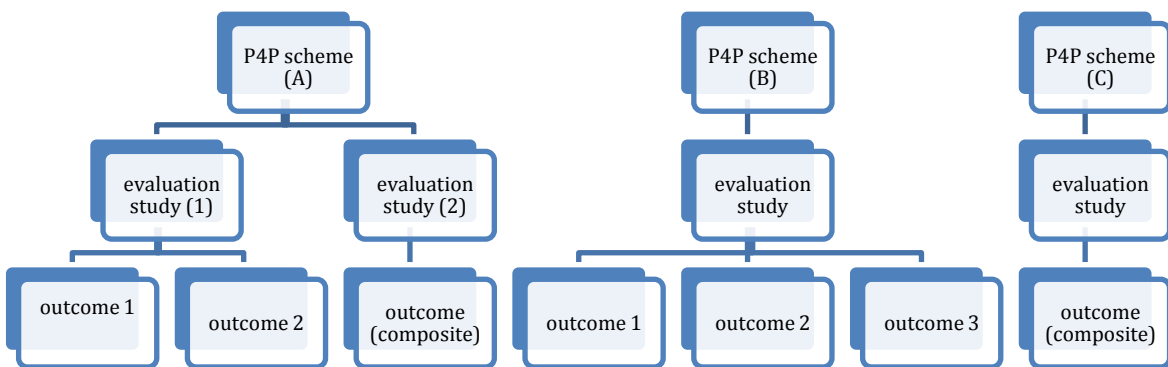 P4P scheme
(A)
P4P scheme
(B)
P4P scheme
(C)
evaluation
study (1)
evaluation
study (2)
evaluation
study
evaluation
study
outcome 1
outcome 2
outcome
(composite)
outcome 1
outcome 2
outcome 3
outcome
(composite)